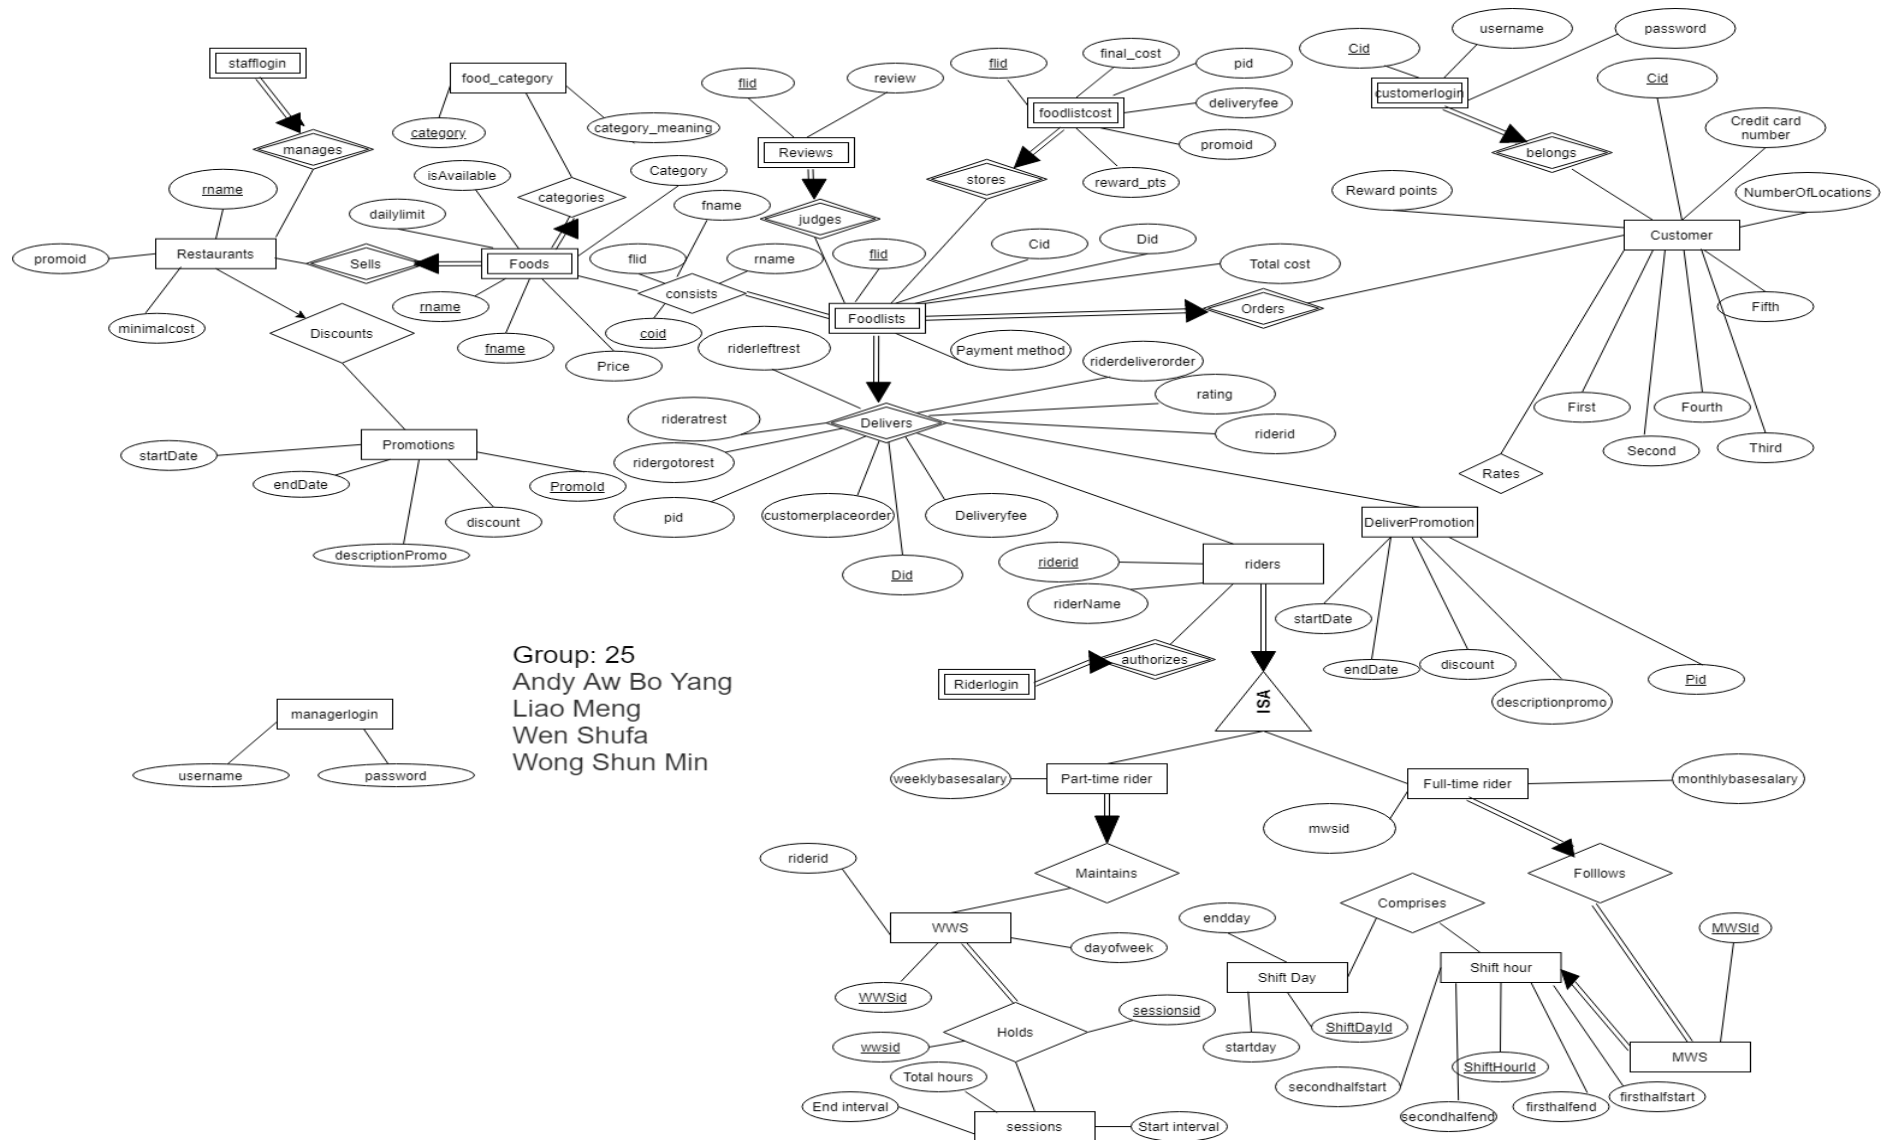 stafflogin
food_category
flid
review
flid
final_cost
pid
Cid
username
password
customerlogin
Cid
category
category_meaning
foodlistcost
deliveryfee
manages
Reviews
promoid
belongs
Credit card
number
isAvailable
Category
rname
categories
fname
stores
reward_pts
Reward points
NumberOfLocations
dailylimit
judges
Restaurants
promoid
Sells
Foods
flid
rname
flid
Cid
Did
Total cost
Customer
rname
consists
minimalcost
Discounts
fname
coid
Foodlists
Orders
Fifth
Price
riderleftrest
Payment method
riderdeliverorder
rating
First
Fourth
rideratrest
Delivers
riderid
Promotions
startDate
endDate
PromoId
ridergotorest
Second
Third
Rates
discount
descriptionPromo
pid
customerplaceorder
Deliveryfee
DeliverPromotion
Did
riderid
riders
riderName
startDate
Group: 25
Andy Aw Bo Yang
Liao Meng
Wen Shufa
Wong Shun Min
authorizes
Riderlogin
ISA
endDate
discount
descriptionpromo
Pid
managerlogin
username
password
weeklybasesalary
Part-time rider
Full-time rider
monthlybasesalary
mwsid
riderid
Maintains
Folllows
WWS
dayofweek
endday
Comprises
MWSId
Shift Day
Shift hour
WWSid
sessionsid
ShiftDayId
wwsid
Holds
startday
ShiftHourId
MWS
Total hours
secondhalfstart
End interval
sessions
Start interval
secondhalfend
firsthalfend
firsthalfstart